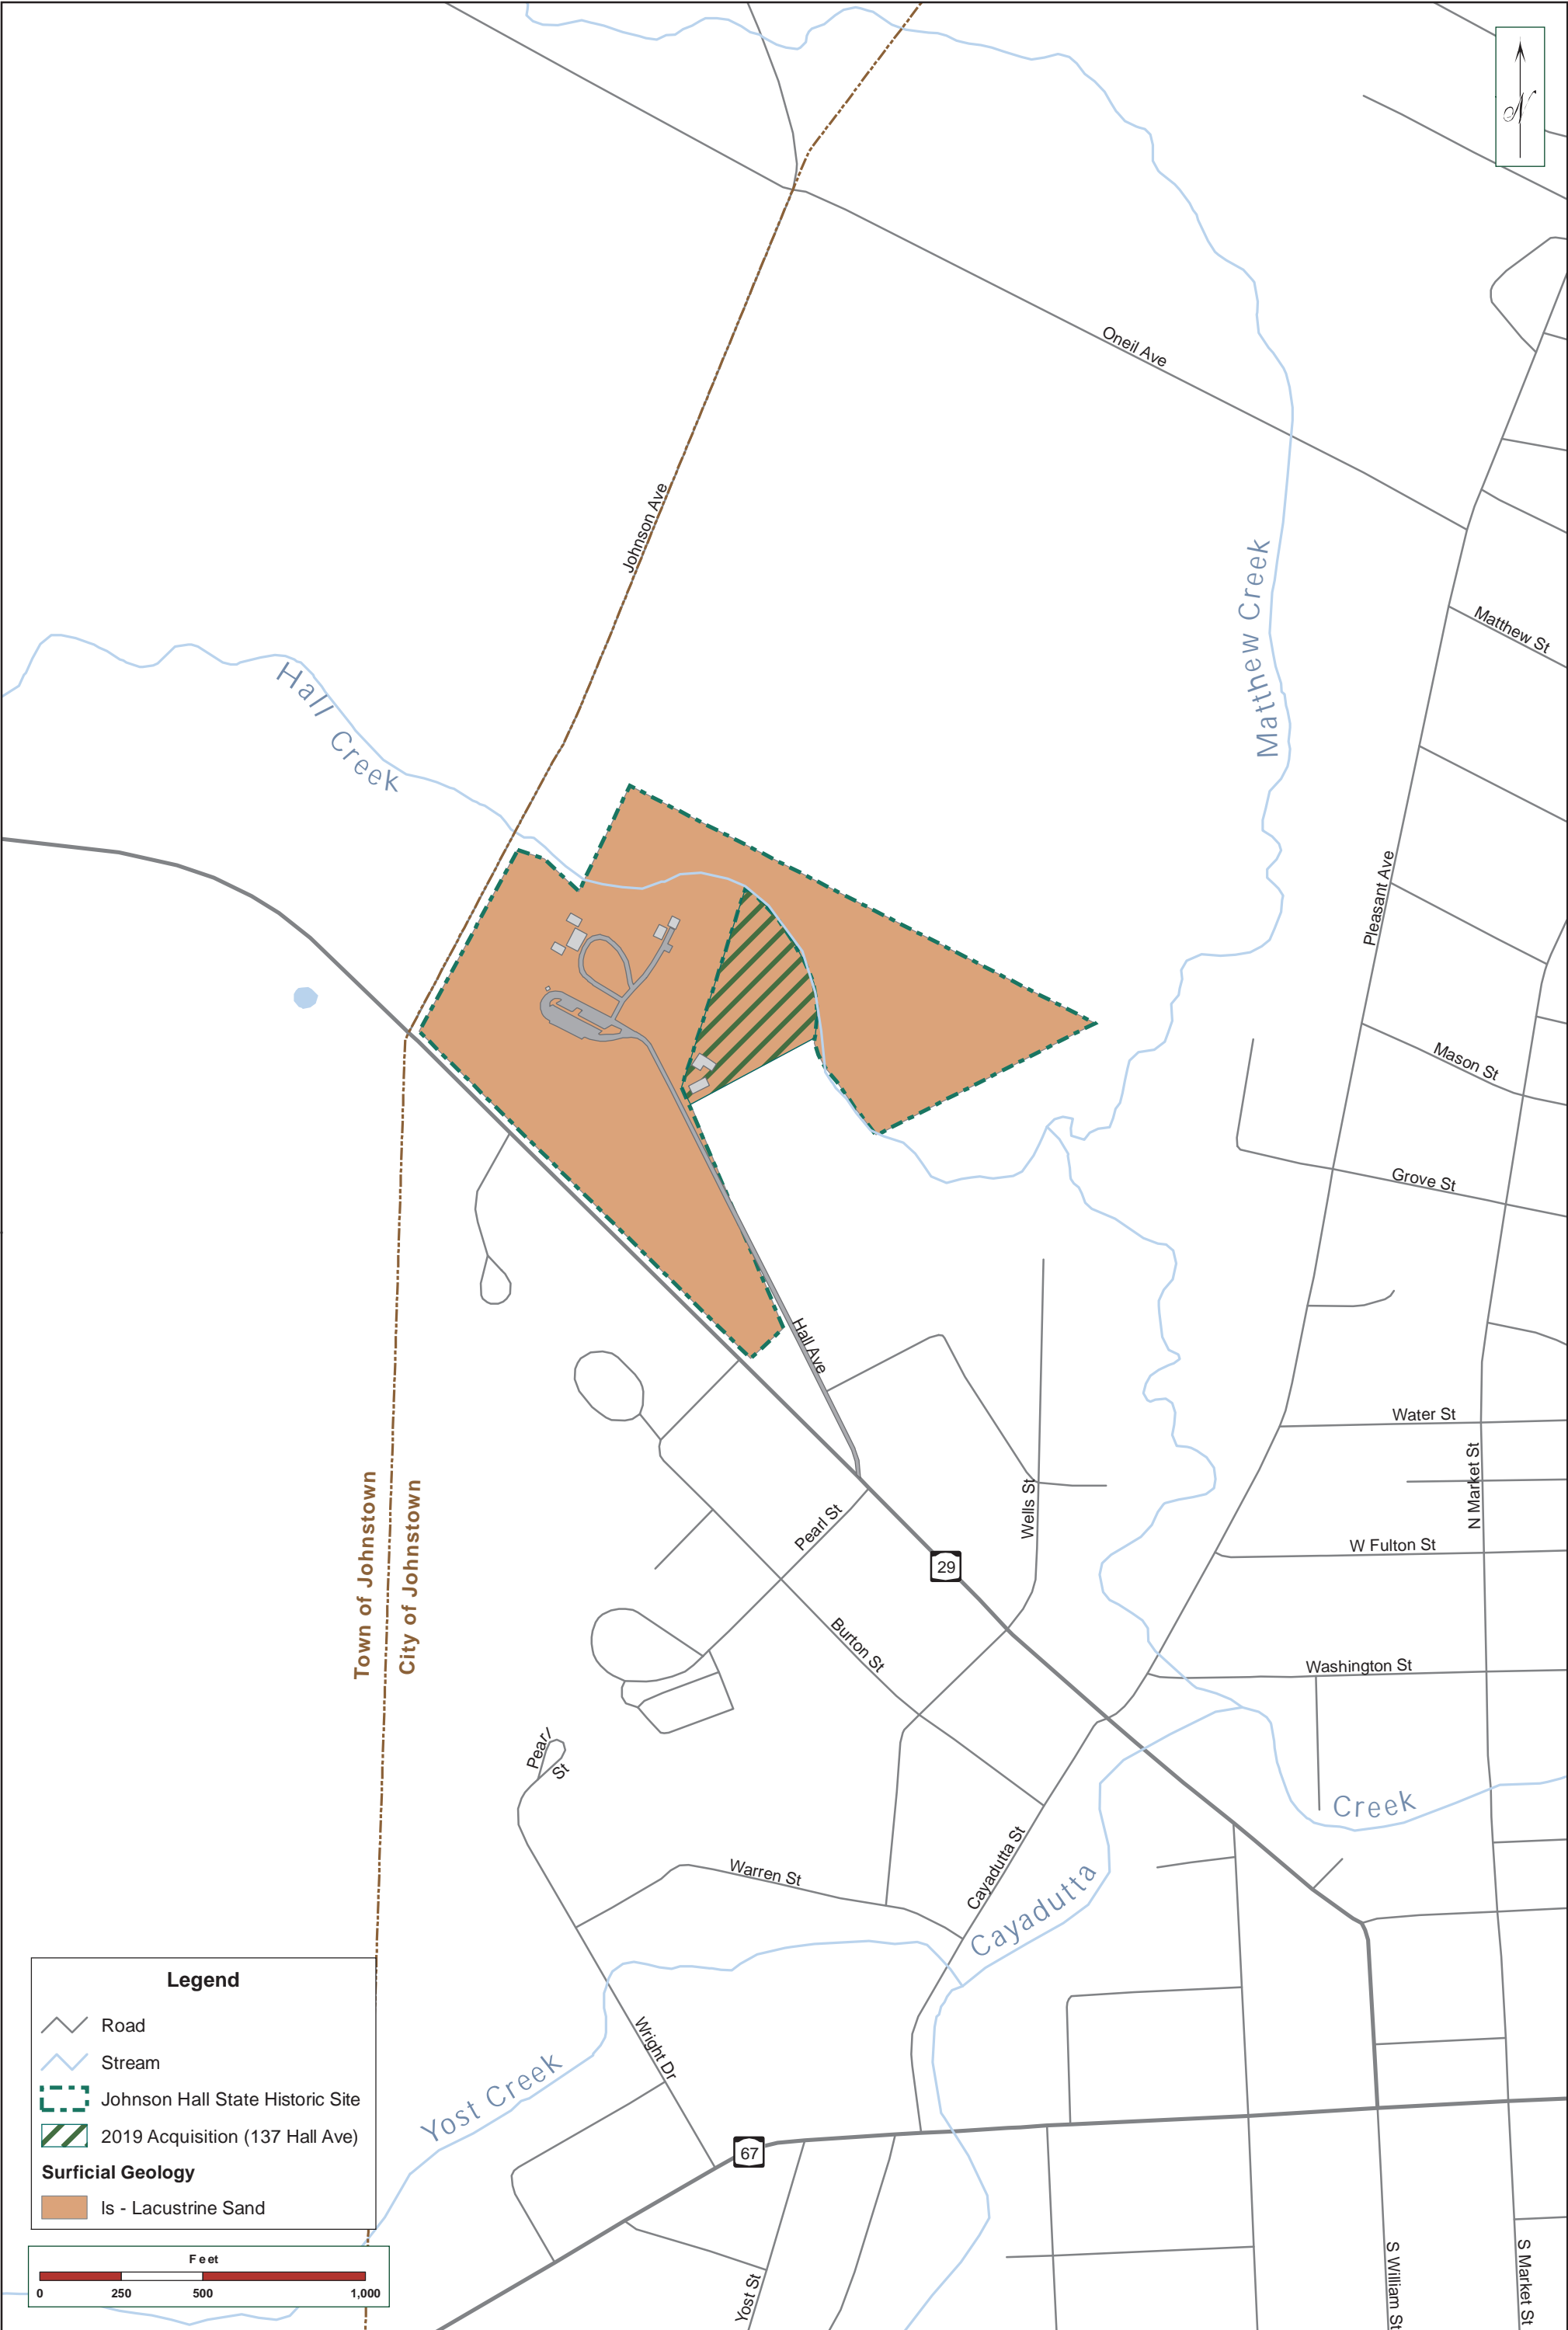 N
Oneil Ave
Johnson Ave
Matthew Creek
Matthew St
Hall Creek
Pleasant Ave
Mason St
Grove St
Hall Ave
Water St
N Market St
Wells St
Pearl St
W Fulton St
29
Town of Johnstown
City of Johnstown
Burton St
Washington St
Pearl
St
Creek
Warren St
Cayadutta St
Cayadutta
Wright Dr
Yost Creek
67
Yost St
S William St
S Market St
Legend
Road
Stream
Johnson Hall State Historic Site
2019 Acquisition (137 Hall Ave)
Surficial Geology
ls - Lacustrine Sand
Feet
0 250 500 1,000